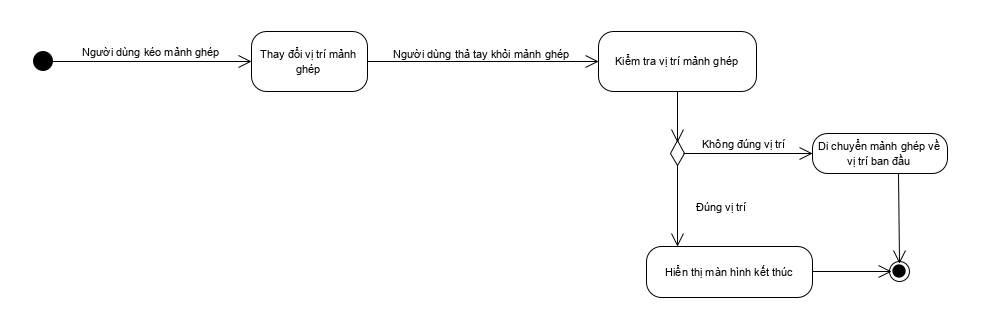 Người dùng kéo mảnh ghép
Thay đổi vị trí mảnh
ghép
Người dùng thả tay khỏi mảnh ghép
Kiểm tra vị trí mảnh ghép
Không đúng vị trí
Di chuyển mảnh ghép về
vị trí ban đầu
Đúng vị trí
Hiển thị màn hình kết thúc